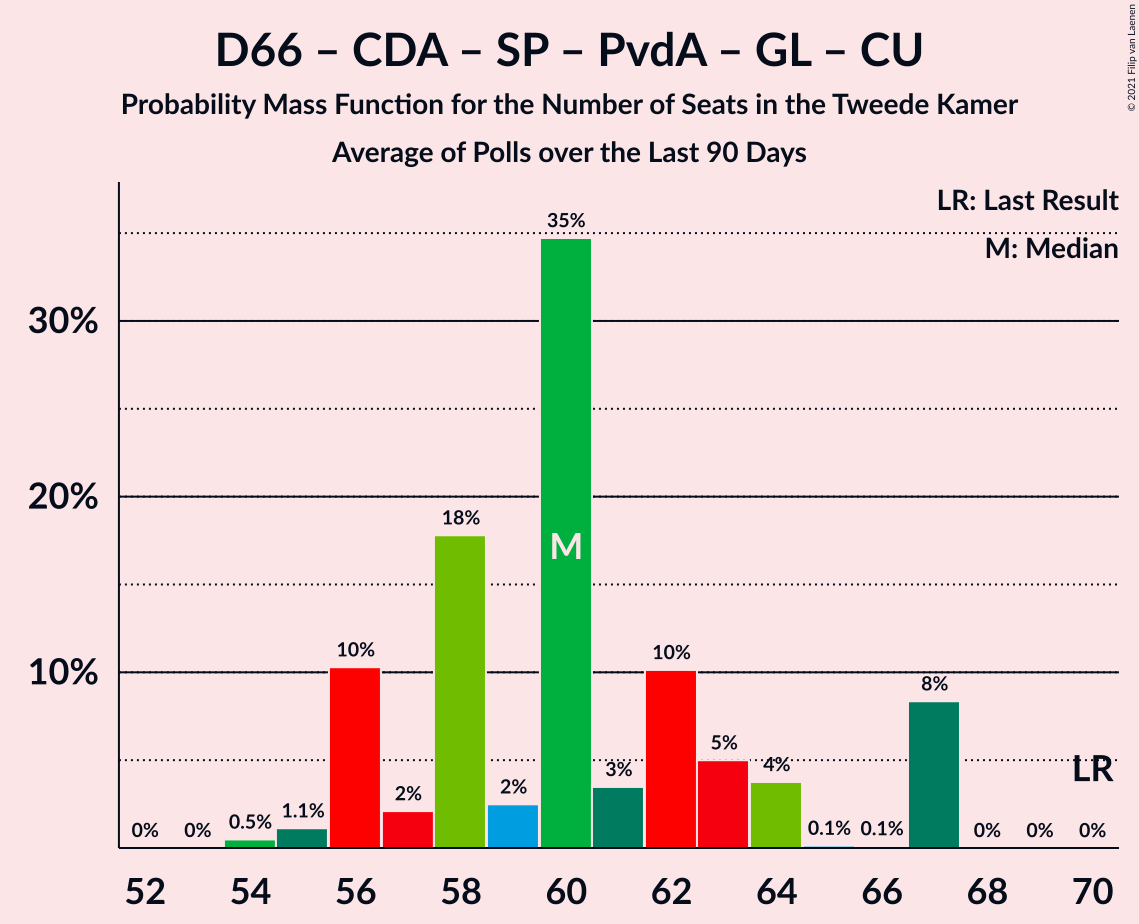 D66 – CDA – SP – PvdA – GL – CU
Probability Mass Function for the Number of Seats in the Tweede Kamer
Average of Polls over the Last 90 Days
© 2021 Filip van Laenen
LR: Last Result
M: Median
30%
20%
10%
0% 0% 0.5% 1.1% 10% 2% 18% 2% 35% 3% 10% 5% 4% 0.1% 0.1% 8% 0% 0% 0%
M
LR
52 54 56 58 60 62 64 66 68 70